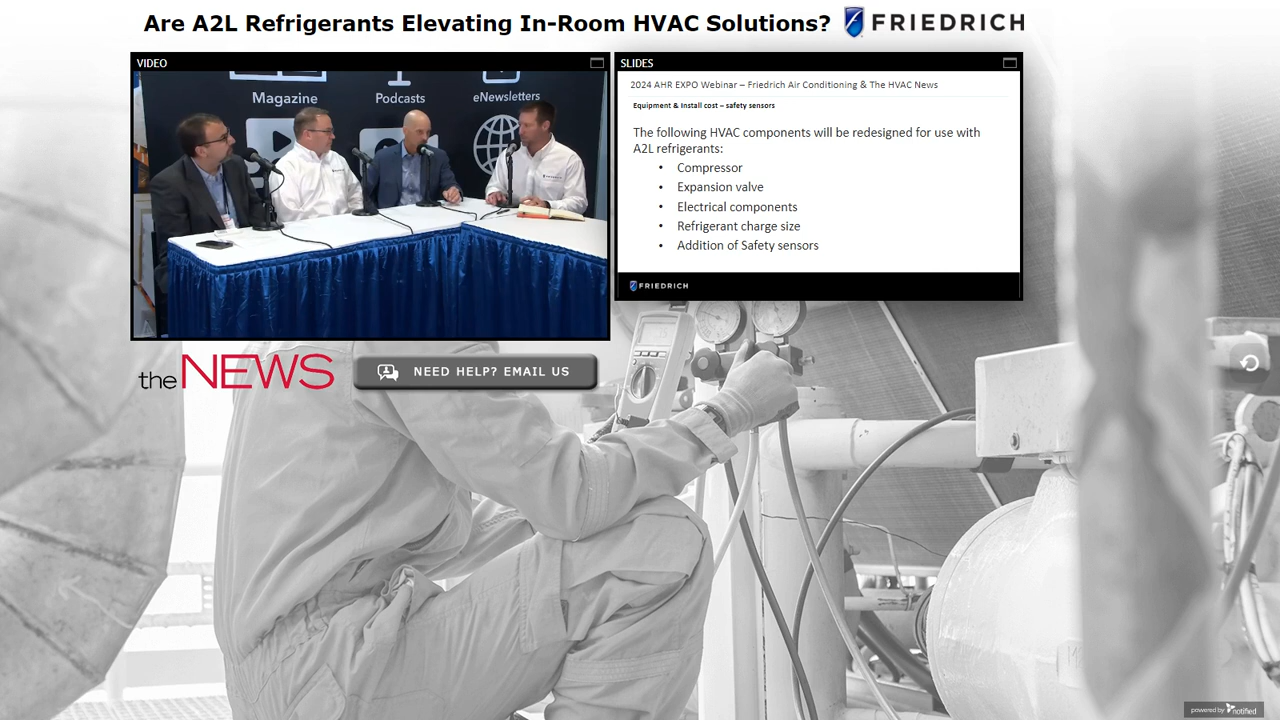 Are A2L Refrigerants Elevating In-Room HVAC Solutions?
FRIEDRICH
VIDEO
SLIDES
Magazine
Podcasts
eNewsletters
2024 AHR EXPO Webinar – Friedrich Air Conditioning & The HVAC News
Equipment & Install cost – safety sensors
The following HVAC components will be redesigned for use with
A2L refrigerants:
• Compressor
• Expansion valve
• Electrical components
• Refrigerant charge size
• Addition of Safety sensors
FRIEDRICH
the NEWS
NEED HELP? EMAIL US
powered by notified